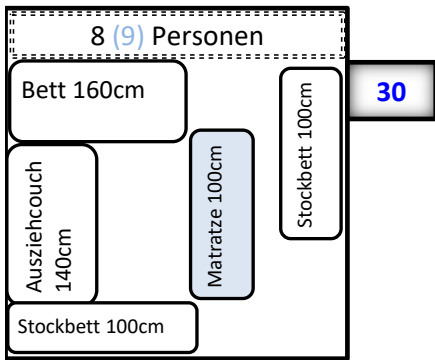 8 (9) Personen
Bett 160cm
30
Stockbett 100cm
Matratze 100cm
Ausziehcouch
140cm
Stockbett 100cm